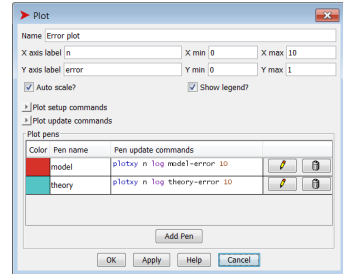 Plot
Name Error plot
X axis label n X min 0 X max 10
Y axis label error Y min 0 Y max 1
Auto scale? Show legend?
Plot setup commands
Plot update commands
Plot pens
Color Pen name Pen update commands
model plotxy n log model-error 10
theory plotxy n log theory-error 10
Add Pen
OK Apply Help Cancel